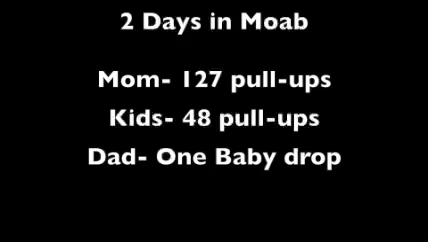 2 Days in Moab
Mom- 127 pull-ups
Kids- 48 pull-ups
Dad- One Baby drop